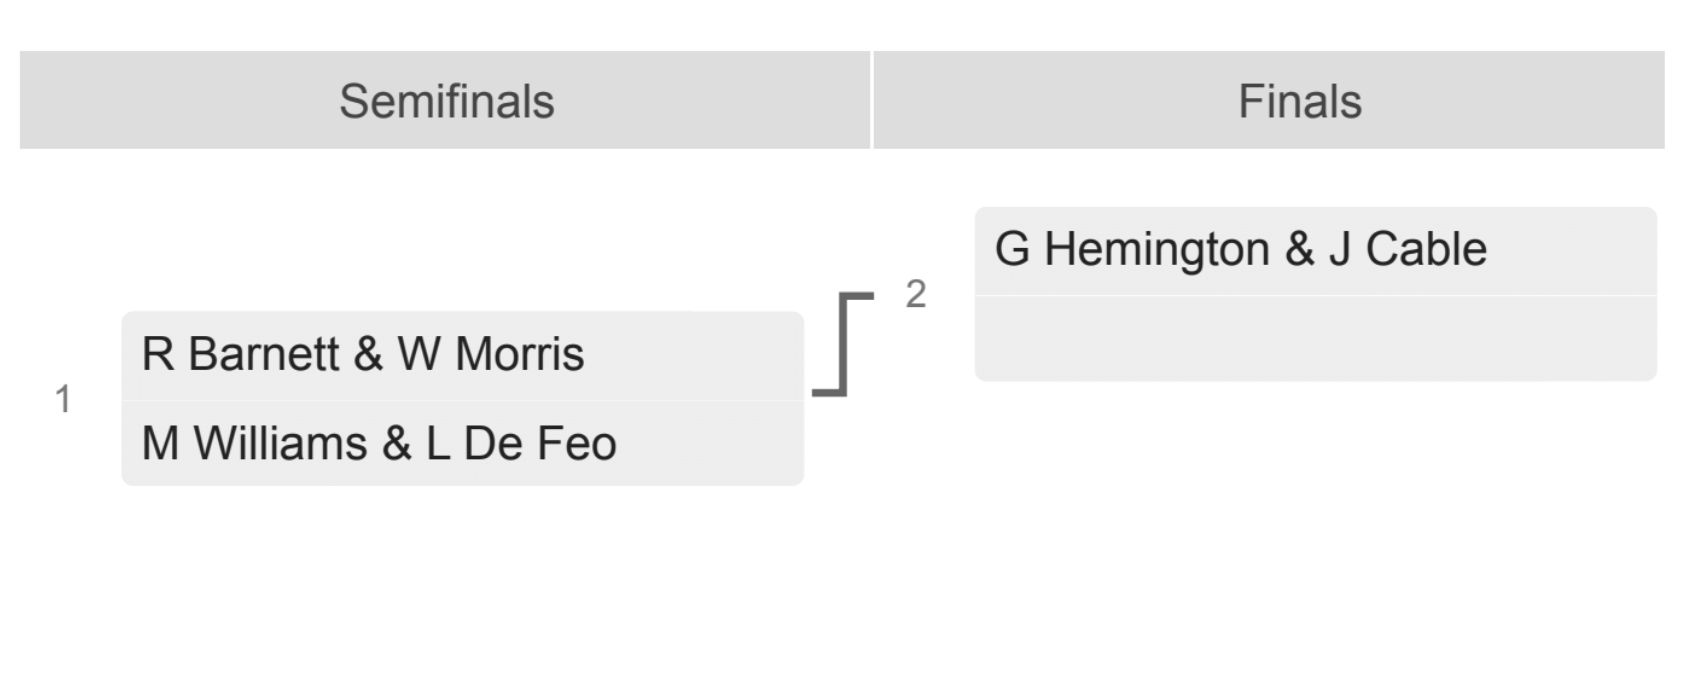 Semifinals
Finals
G Hemington & J Cable
2
R Barnett & W Morris
1
M Williams & L De Feo